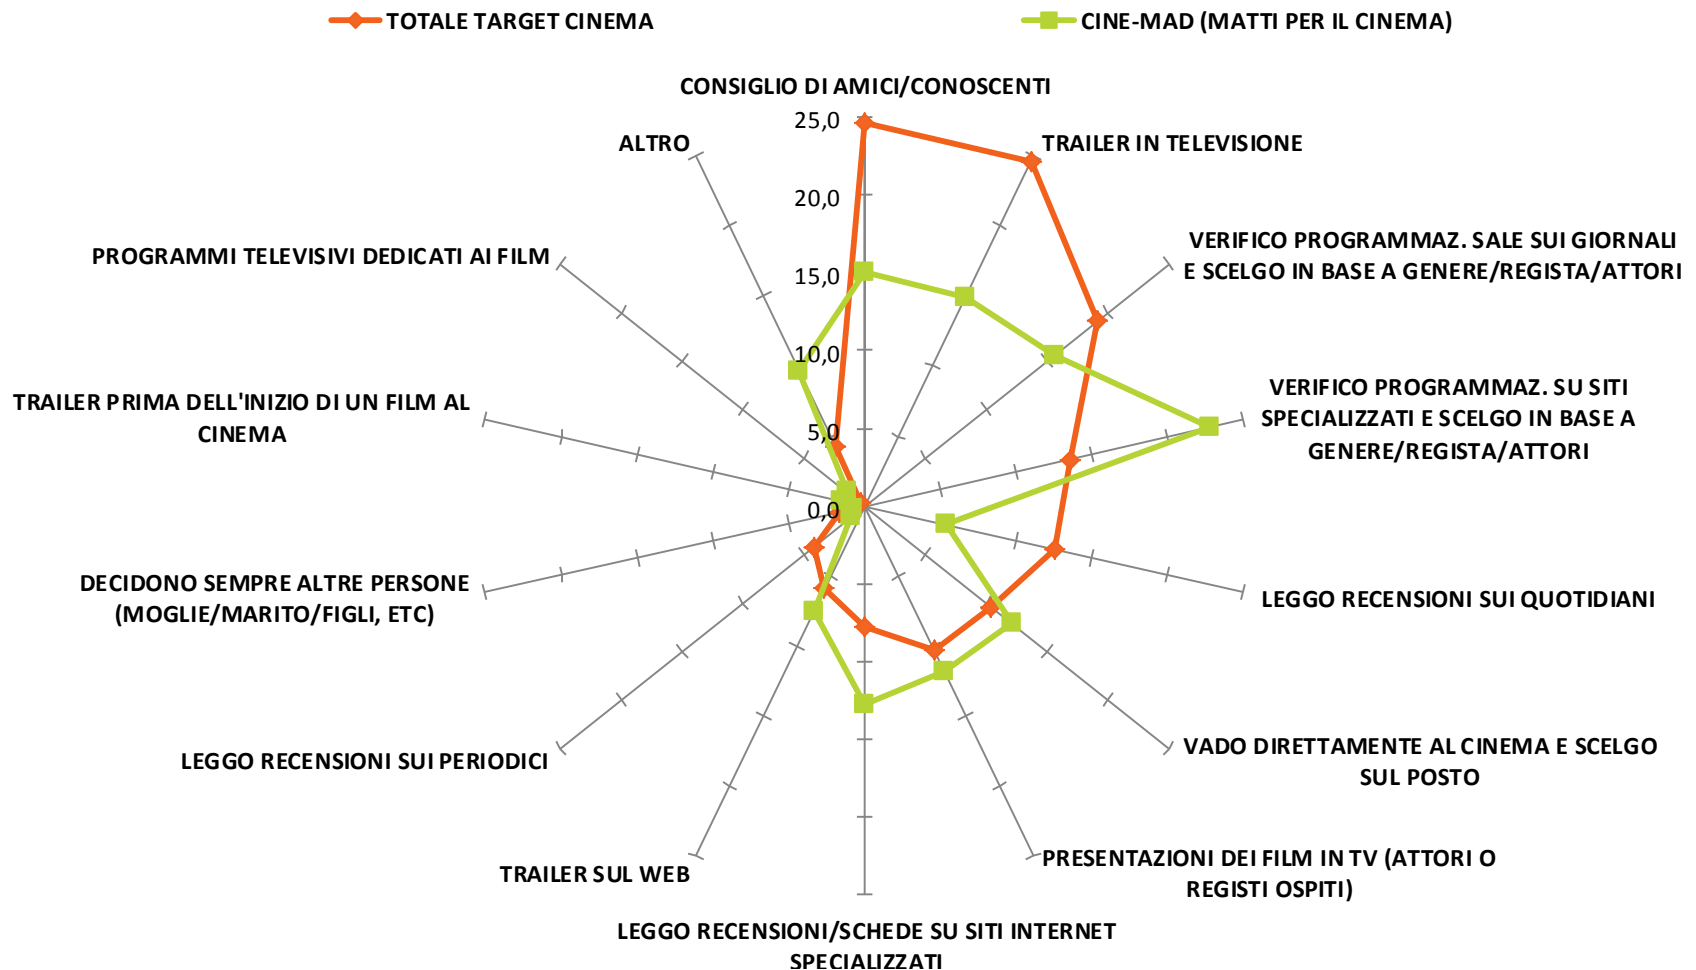 TOTALE TARGET CINEMA
CINE-MAD (MATTI PER IL CINEMA)
CONSIGLIO DI AMICI/CONOSCENTI
TRAILER IN TELEVISIONE
VERIFICO PROGRAMMAZ. SALE SUI GIORNALI
E SCELGO IN BASE A GENERE/REGISTA/ATTORI
VERIFICO PROGRAMMAZ. SU SITI
SPECIALIZZATI E SCELGO IN BASE A
GENERE/REGISTA/ATTORI
LEGGO RECENSIONI SUI QUOTIDIANI
VADO DIRETTAMENTE AL CINEMA E SCELGO
SUL POSTO
PRESENTAZIONI DEI FILM IN TV (ATTORI O
REGISTI OSPITI)
LEGGO RECENSIONI/SCHEDE SU SITI INTERNET
SPECIALIZZATI
TRAILER SUL WEB
LEGGO RECENSIONI SUI PERIODICI
DECIDONO SEMPRE ALTRE PERSONE
(MOGLIE/MARITO/FIGLI, ETC)
TRAILER PRIMA DELL'INIZIO DI UN FILM AL
CINEMA
PROGRAMMI TELEVISIVI DEDICATI AI FILM
ALTRO
25,0
20,0
15,0
10,0
5,0
0,0